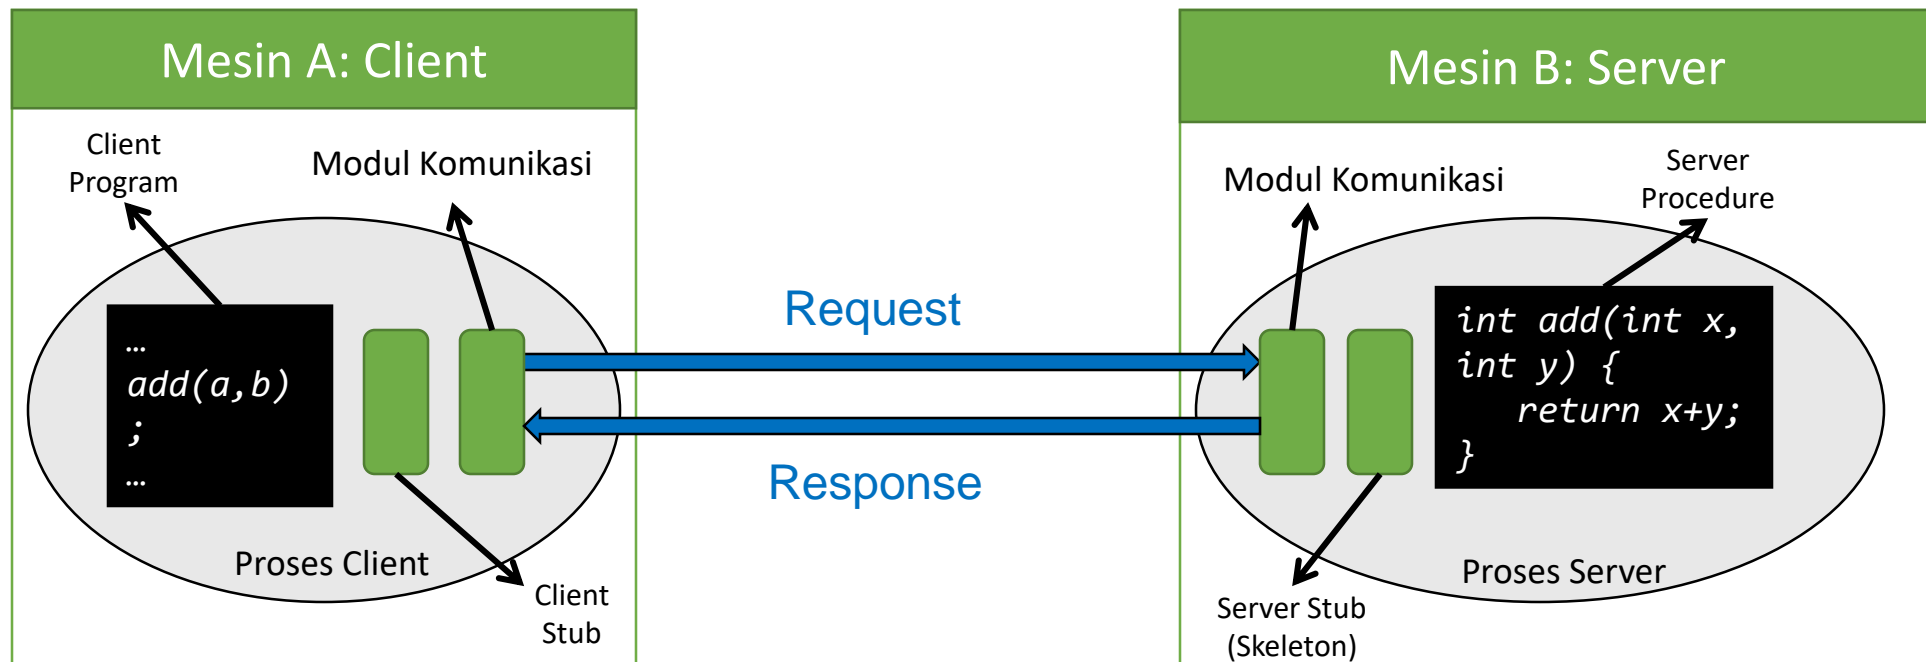 Mesin A: Client
Client
Program
Modul Komunikasi
…
add(a,b)
;
…
Proses Client
Client
Stub
Request
Response
Mesin B: Server
Modul Komunikasi
Server
Procedure
int add(int x,
int y) {
return x+y;
}
Proses Server
Server Stub
(Skeleton)